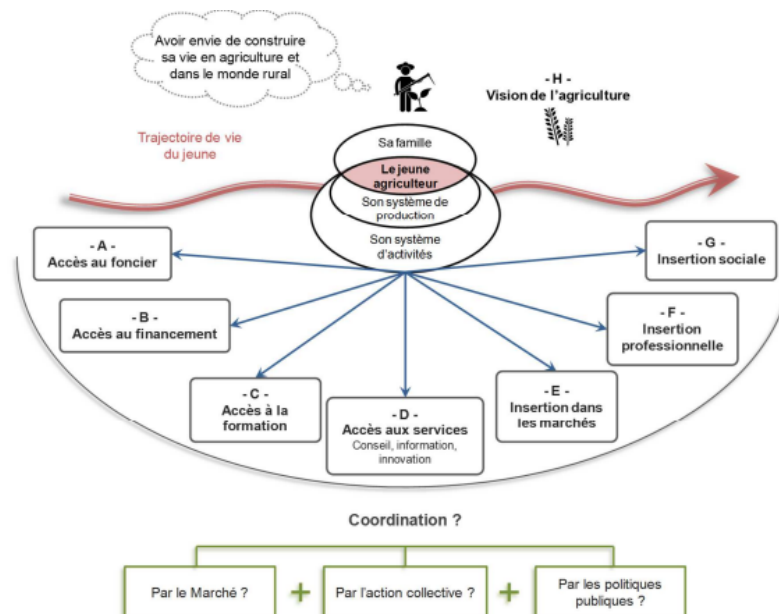 Avoir envie de construire
sa vie en agriculture et
dans le monde rural
- H -
Vision de l'agriculture
Trajectoire de vie
du jeune
Sa famille
Le jeune
agriculteur
Son système de
production
Son système
d'activités
- A -
Accès au foncier
- G -
Insertion sociale
- B -
Accès au financement
- F -
Insertion
professionnelle
- C -
Accès à la
formation
- D -
Accès aux services
Conseil, information,
innovation
- E -
Insertion dans
les marchés
Coordination ?
Par le Marché ?
+
Par l'action collective ?
+
Par les politiques
publiques ?